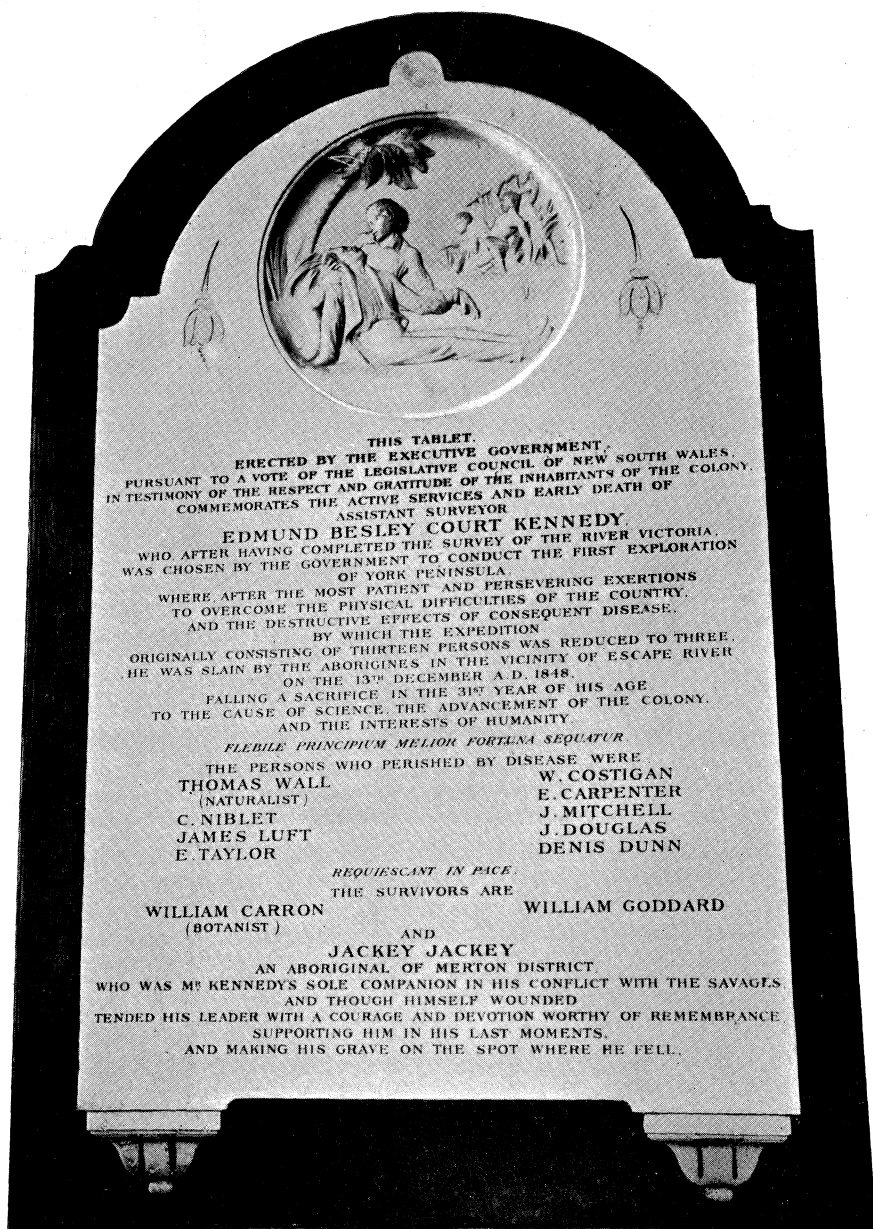 THIS TABLET.
ERECTED BY THE EXECUTIVE GOVERNMENT,
PURSUANT TO A VOTE OF THE LEGISLATIVE COUNCIL OF NEW SOUTH WALES,
IN TESTIMONY OF THE RESPECT AND GRATITUDE OF THE INHABITANTS OF THE COLONY,
COMMEMORATES THE ACTIVE SERVICES AND EARLY DEATH OF
ASSISTANT SURVEYOR
EDMUND BESLEY COURT KENNEDY,
WHO, AFTER HAVING COMPLETED THE SURVEY OF THE RIVER VICTORIA,
WAS CHOSEN BY THE GOVERNMENT TO CONDUCT THE FIRST EXPLORATION
OF YORK PENINSULA,
WHERE, AFTER THE MOST PATIENT AND PERSEVERING EXERTIONS
TO OVERCOME THE PHYSICAL DIFFICULTIES OF THE COUNTRY,
AND THE DESTRUCTIVE EFFECTS OF CONSEQUENT DISEASE,
BY WHICH THE EXPEDITION
ORIGINALLY CONSISTING OF THIRTEEN PERSONS WAS REDUCED TO THREE,
HE WAS SLAIN BY THE ABORIGINES IN THE VICINITY OF ESCAPE RIVER
ON THE 13TH DECEMBER A.D. 1848,
FALLING A SACRIFICE IN THE 31ST YEAR OF HIS AGE
TO THE CAUSE OF SCIENCE, THE ADVANCEMENT OF THE COLONY,
AND THE INTERESTS OF HUMANITY.
FLEBILE PRINCIPIUM MELIOR FORTUNA SEQUATUR.
THE PERSONS WHO PERISHED BY DISEASE WERE
THOMAS WALL
(NATURALIST)
C. NIBLET
JAMES LUFT
E. TAYLOR
W. COSTIGAN
E. CARPENTER
J. MITCHELL
J. DOUGLAS
DENIS DUNN
REQUIESCANT IN PACE.
THE SURVIVORS ARE
WILLIAM CARRON
(BOTANIST)
WILLIAM GODDARD
AND
JACKEY JACKEY
AN ABORIGINAL OF MERTON DISTRICT,
WHO WAS MR KENNEDY'S SOLE COMPANION IN HIS CONFLICT WITH THE SAVAGES
AND THOUGH HIMSELF WOUNDED
TENDED HIS LEADER WITH A COURAGE AND DEVOTION WORTHY OF REMEMBRANCE
SUPPORTING HIM IN HIS LAST MOMENTS,
AND MAKING HIS GRAVE ON THE SPOT WHERE HE FELL.